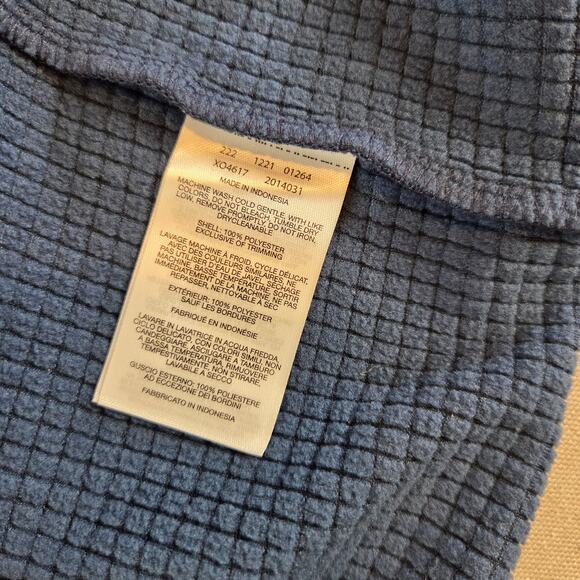 222 1221 01264
XO4617 2014031
MADE IN INDONESIA
MACHINE WASH COLD GENTLE, WITH LIKE
COLORS, DO NOT BLEACH, TUMBLE DRY
LOW, REMOVE PROMPTLY, DO NOT IRON,
DRYCLEANABLE
SHELL: 100% POLYESTER
EXCLUSIVE OF TRIMMING
LAVAGE MACHINE À FROID, CYCLE DÉLICAT,
AVEC DES COULEURS SIMILAIRES, NE
PAS UTILISER D'EAU DE JAVEL, SÉCHAGE
MACHINE, BASSE TEMPÉRATURE, SORTIR
IMMÉDIATEMENT DE LA MACHINE, NE PAS
REPASSER, NETTOYABLE A SEC
EXTÉRIEUR: 100% POLYESTER
SAUF LES BORDURES
FABRIQUÉ EN INDONÉSIE
LAVARE IN LAVATRICE IN ACQUA FREDDA,
CICLO DELICATO, CON COLORI SIMILI, NON
CANDEGGIARE, ASCIUGARE A TAMBURO
A BASSA TEMPERATURA, RIMUOVERE
TEMPESTIVAMENTE, NON STIRARE,
LAVABILE A SECCO
GUSCIO ESTERNO: 100% POLIESTERE
AD ECCEZIONE DEI BORDINI
FABBRICATO IN INDONESIA